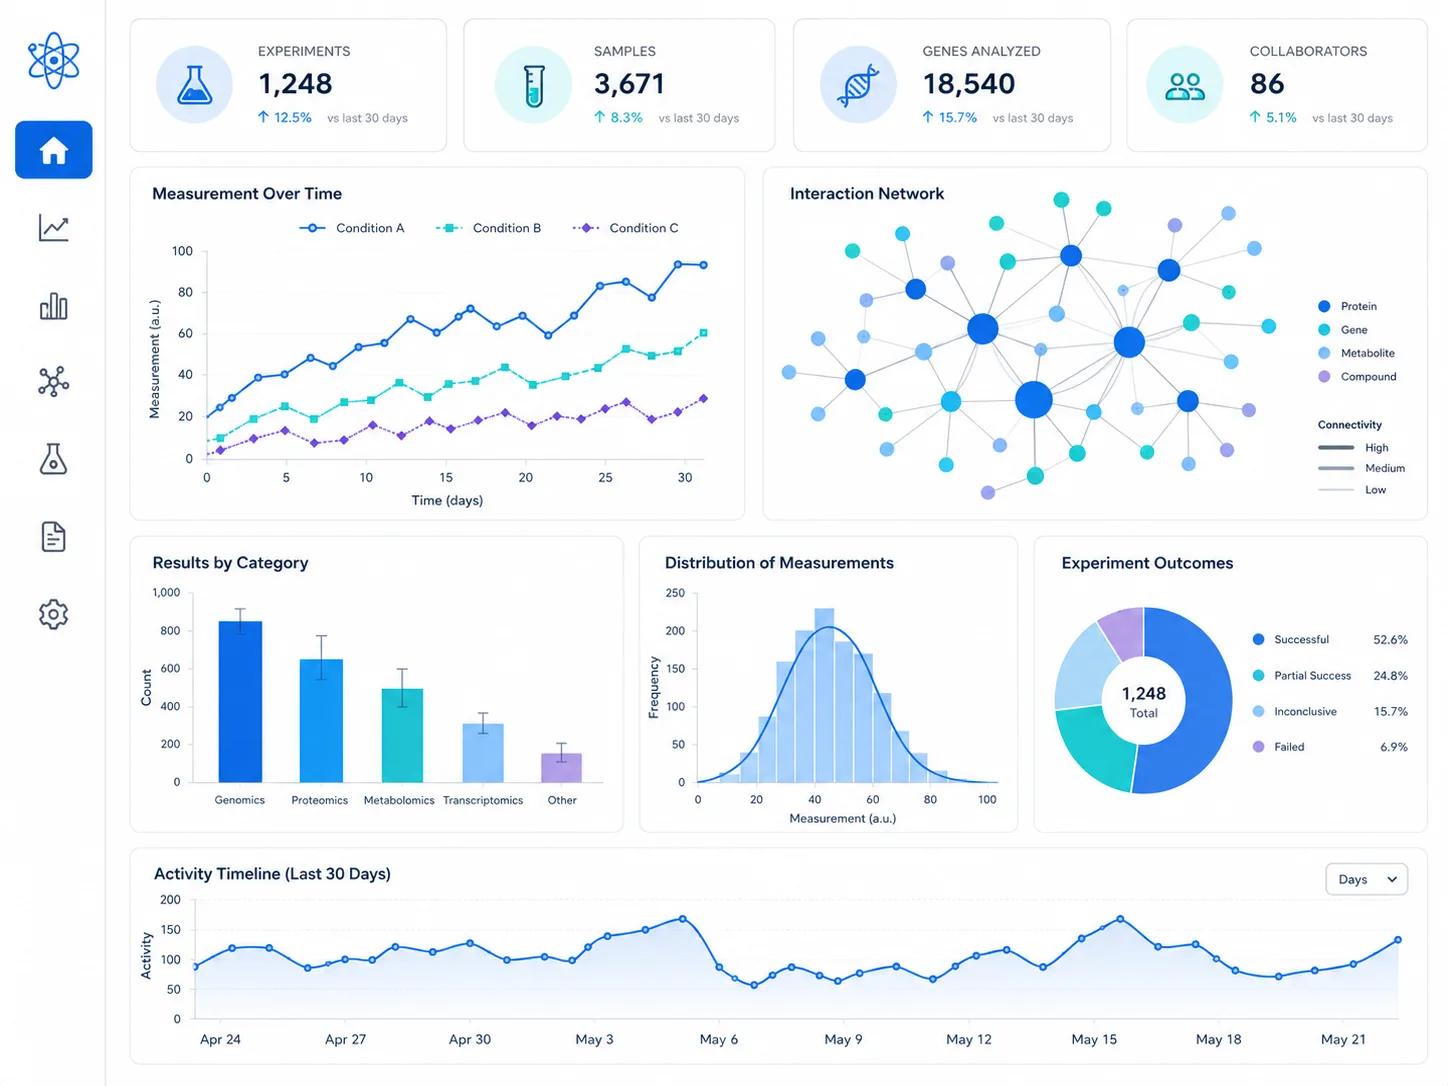 EXPERIMENTS
1,248
↑ 12.5% vs last 30 days
SAMPLES
3,671
↑ 8.3% vs last 30 days
GENES ANALYZED
18,540
↑ 15.7% vs last 30 days
COLLABORATORS
86
↑ 5.1% vs last 30 days
Measurement Over Time
Condition A Condition B Condition C
Measurement (a.u.)
100
80
60
40
20
0
0 5 10 15 20 25 30
Time (days)
Interaction Network
Protein
Gene
Metabolite
Compound
Connectivity
High
Medium
Low
Results by Category
Count
1,000
800
600
400
200
0
Genomics Proteomics Metabolomics Transcriptomics Other
Distribution of Measurements
Frequency
250
200
150
100
50
0
0 20 40 60 80 100
Measurement (a.u.)
Experiment Outcomes
1,248
Total
Successful 52.6%
Partial Success 24.8%
Inconclusive 15.7%
Failed 6.9%
Activity Timeline (Last 30 Days)
Days
Activity
200
150
100
50
0
Apr 24 Apr 27 Apr 30 May 3 May 6 May 9 May 12 May 15 May 18 May 21